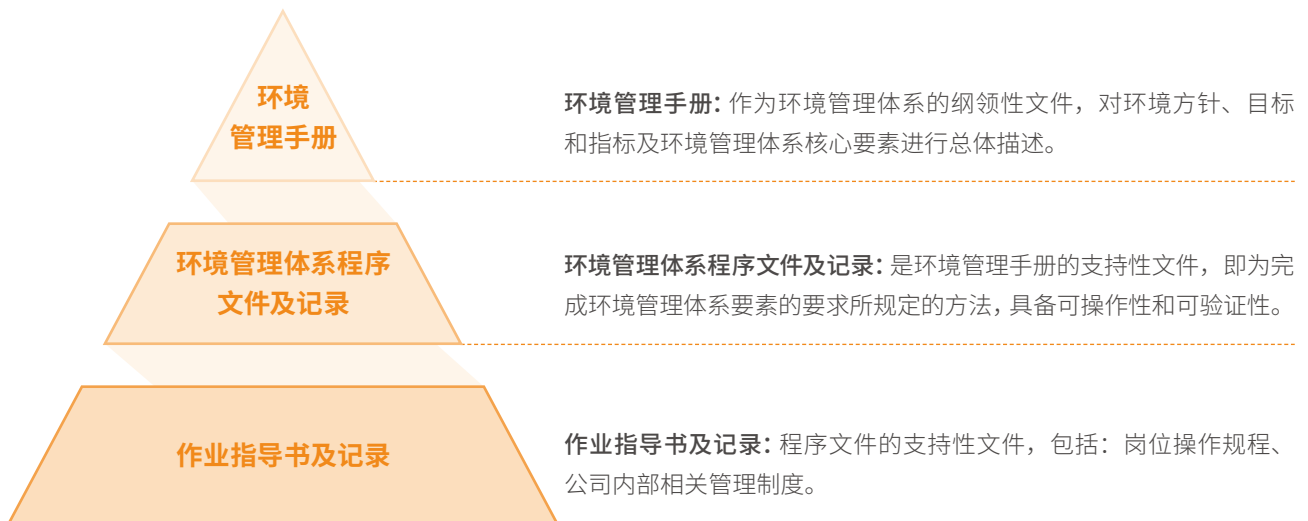 环境
管理手册
环境管理手册：作为环境管理体系的纲领性文件，对环境方针、目标
和指标及环境管理体系核心要素进行总体描述。
环境管理体系程序
文件及记录
环境管理体系程序文件及记录：是环境管理手册的支持性文件，即为完
成环境管理体系要素的要求所规定的方法，具备可操作性和可验证性。
作业指导书及记录
作业指导书及记录：程序文件的支持性文件，包括：岗位操作规程、
公司内部相关管理制度。